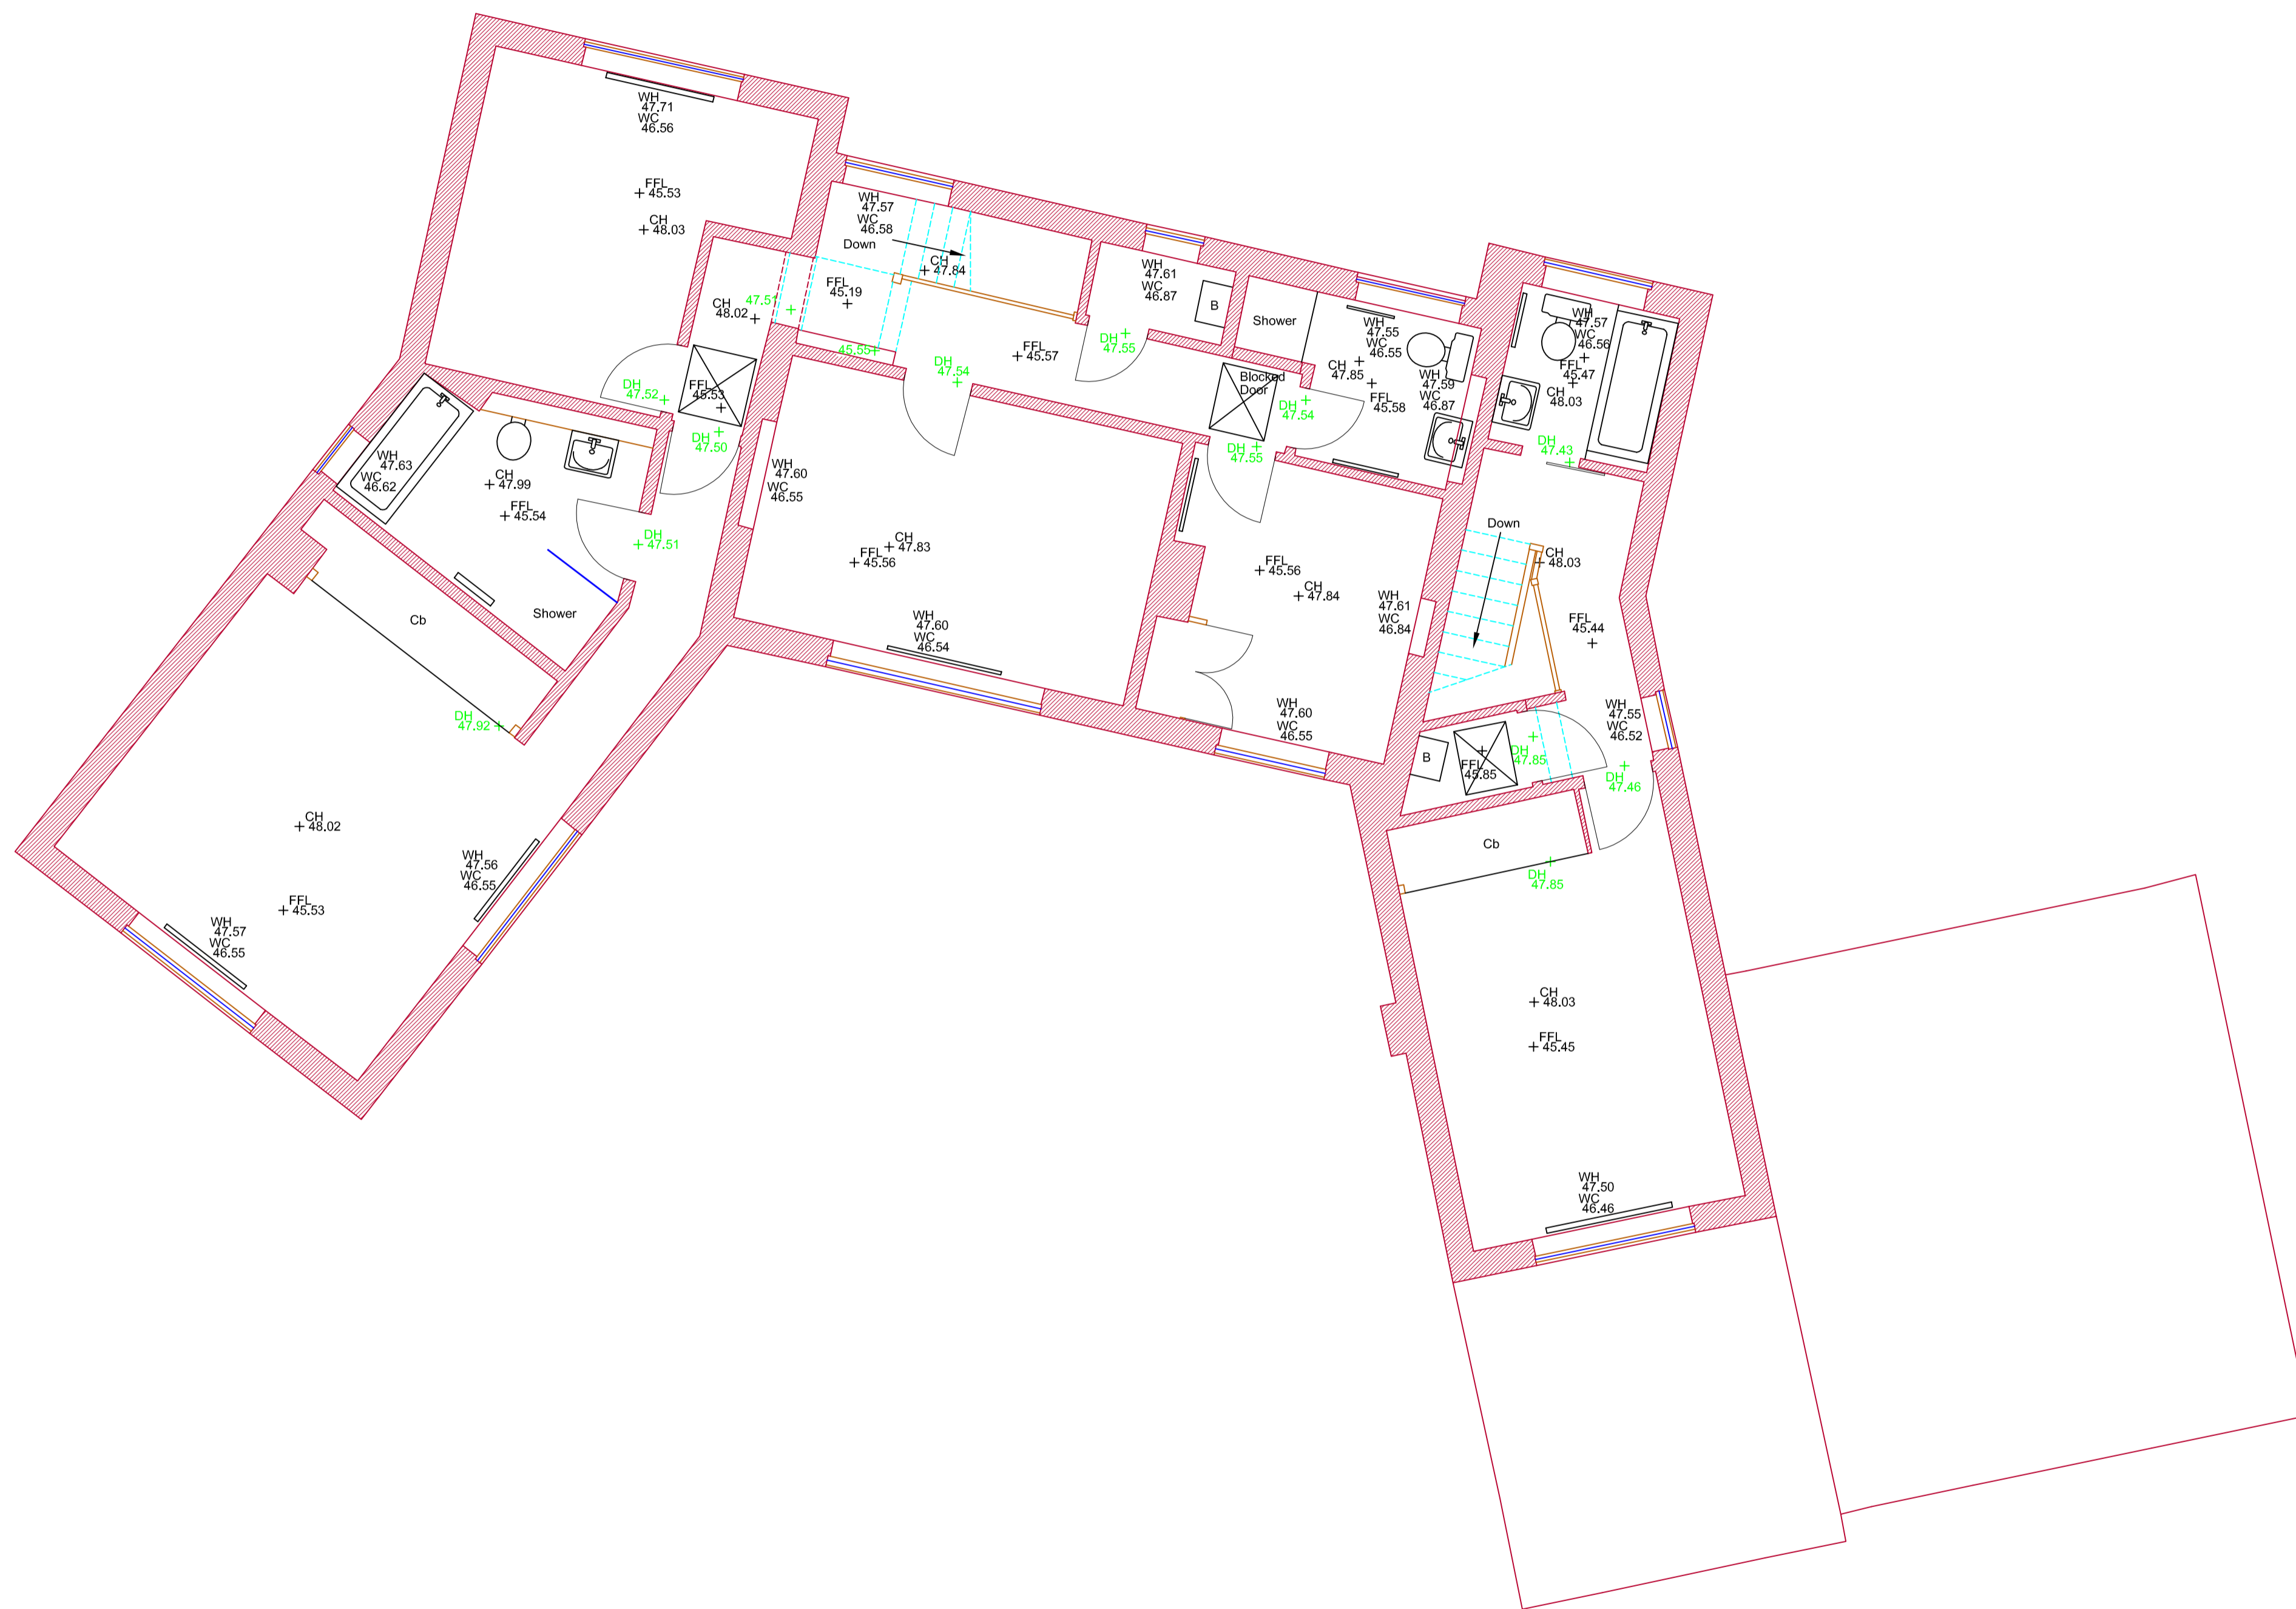 WH
47.71
WC
46.56
FFL
45.53
CH
48.03
WH
47.57
WC
46.58
Down
CH
47.84
FFL
45.19
CH
48.02
47.51
45.55
WH
47.61
WC
46.87
B
Shower
DH
47.55
FFL
45.57
DH
47.54
WH
47.55
WC
46.55
CH
47.85
FFL
45.58
WH
47.59
WC
46.87
Blocked
Door
DH
47.54
DH
47.55
WH
47.57
WC
46.56
FFL
45.47
CH
48.03
DH
47.43
DH
47.52
FFL
45.53
DH
47.50
WH
47.63
WC
46.62
CH
47.99
FFL
45.54
DH
47.51
WH
47.60
WC
46.55
CH
47.83
FFL
45.56
WH
47.60
WC
46.54
FFL
45.56
CH
47.84
WH
47.61
WC
46.84
WH
47.60
WC
46.55
Down
CH
48.03
FFL
45.44
WH
47.55
WC
46.52
Cb
Shower
DH
47.92
B
FFL
45.85
DH
47.85
DH
47.46
Cb
DH
47.85
CH
48.02
FFL
45.53
WH
47.56
WC
46.55
WH
47.57
WC
46.55
CH
48.03
FFL
45.45
WH
47.50
WC
46.46